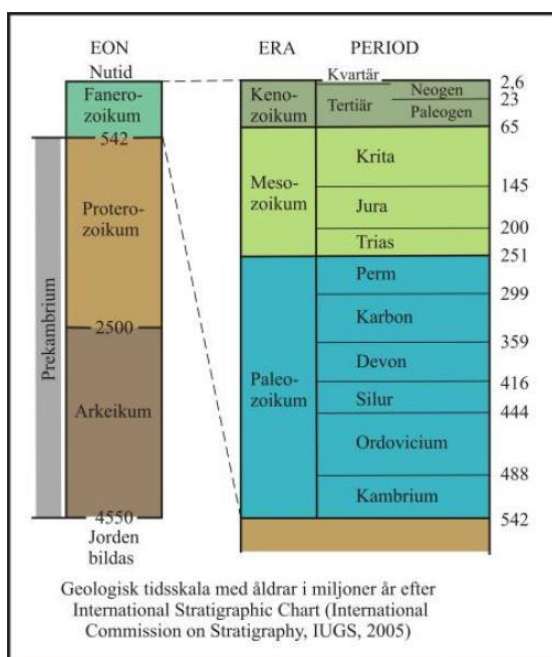 EON
Nutid
Fanero-
zoikum
542
Protero-
zoikum
2500
Arkeikum
4550
Jorden
bildas
Prekambrium
ERA
PERIOD
Keno-
zoikum
Kvartär
Tertiär
Neogen
Paleogen
2,6
23
65
Meso-
zoikum
Krita
145
Jura
200
Trias
251
Paleo-
zoikum
Perm
299
Karbon
359
Devon
416
Silur
444
Ordovicium
488
Kambrium
542
Geologisk tidsskala med åldrar i miljoner år efter
International Stratigraphic Chart (International
Commission on Stratigraphy, IUGS, 2005)